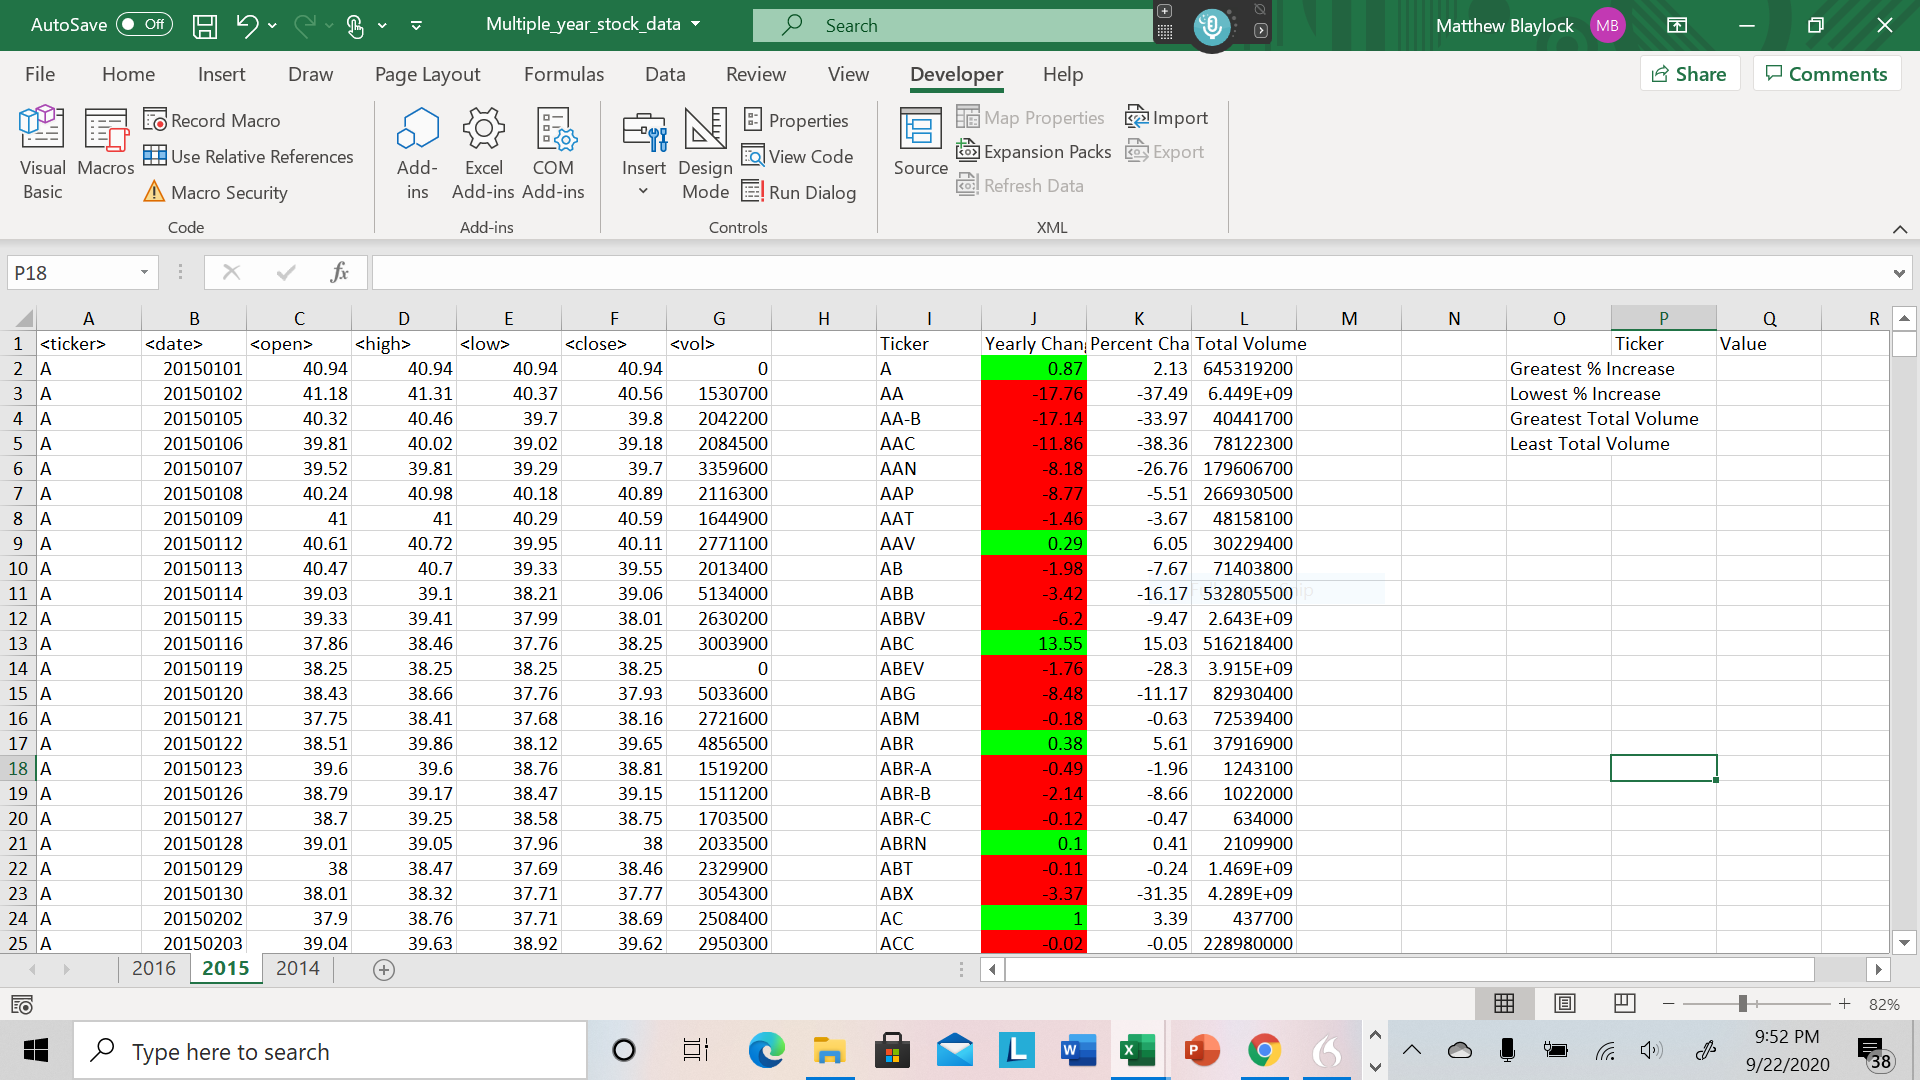 AutoSave Off Multiple_year_stock_data Search Matthew Blaylock MB
File Home Insert Draw Page Layout Formulas Data Review View Developer Help Share Comments
Visual Basic Macros Record Macro Use Relative References Macro Security Code
Add-ins Excel Add-ins COM Add-ins Add-ins
Insert Design Mode Properties View Code Run Dialog Controls
Source Map Properties Expansion Packs Refresh Data Import Export XML
P18 fx
A B C D E F G H I J K L M N O P Q R
1 <ticker> <date> <open> <high> <low> <close> <vol> Ticker Yearly Chan Percent Cha Total Volume Ticker Value
2 A 20150101 40.94 40.94 40.94 40.94 0 A 0.87 2.13 645319200 Greatest % Increase
3 A 20150102 41.18 41.31 40.37 40.56 1530700 AA -17.76 -37.49 6.449E+09 Lowest % Increase
4 A 20150105 40.32 40.46 39.7 39.8 2042200 AA-B -17.14 -33.97 40441700 Greatest Total Volume
5 A 20150106 39.81 40.02 39.02 39.18 2084500 AAC -11.86 -38.36 78122300 Least Total Volume
6 A 20150107 39.52 39.81 39.29 39.7 3359600 AAN -8.18 -26.76 179606700
7 A 20150108 40.24 40.98 40.18 40.89 2116300 AAP -8.77 -5.51 266930500
8 A 20150109 41 41 40.29 40.59 1644900 AAT -1.46 -3.67 48158100
9 A 20150112 40.61 40.72 39.95 40.11 2771100 AAV 0.29 6.05 30229400
10 A 20150113 40.47 40.7 39.33 39.55 2013400 AB -1.98 -7.67 71403800
11 A 20150114 39.03 39.1 38.21 39.06 5134000 ABB -3.42 -16.17 532805500
12 A 20150115 39.33 39.41 37.99 38.01 2630200 ABBV -6.2 -9.47 2.643E+09
13 A 20150116 37.86 38.46 37.76 38.25 3003900 ABC 13.55 15.03 516218400
14 A 20150119 38.25 38.25 38.25 38.25 0 ABEV -1.76 -28.3 3.915E+09
15 A 20150120 38.43 38.66 37.76 37.93 5033600 ABG -8.48 -11.17 82930400
16 A 20150121 37.75 38.41 37.68 38.16 2721600 ABM -0.18 -0.63 72539400
17 A 20150122 38.51 39.86 38.12 39.65 4856500 ABR 0.38 5.61 37916900
18 A 20150123 39.6 39.6 38.76 38.81 1519200 ABR-A -0.49 -1.96 1243100
19 A 20150126 38.79 39.17 38.47 39.15 1511200 ABR-B -2.14 -8.66 1022000
20 A 20150127 38.7 39.25 38.58 38.75 1703500 ABR-C -0.12 -0.47 634000
21 A 20150128 39.01 39.05 37.96 38 2033500 ABRN 0.1 0.41 2109900
22 A 20150129 38 38.47 37.69 38.46 2329900 ABT -0.11 -0.24 1.469E+09
23 A 20150130 38.01 38.32 37.71 37.77 3054300 ABX -3.37 -31.35 4.289E+09
24 A 20150202 37.9 38.76 37.71 38.69 2508400 AC 1 3.39 437700
25 A 20150203 39.04 39.63 38.92 39.62 2950300 ACC -0.02 -0.05 228980000
2016 2015 2014
82%
Type here to search L W X P 9:52 PM
9/22/2020 38